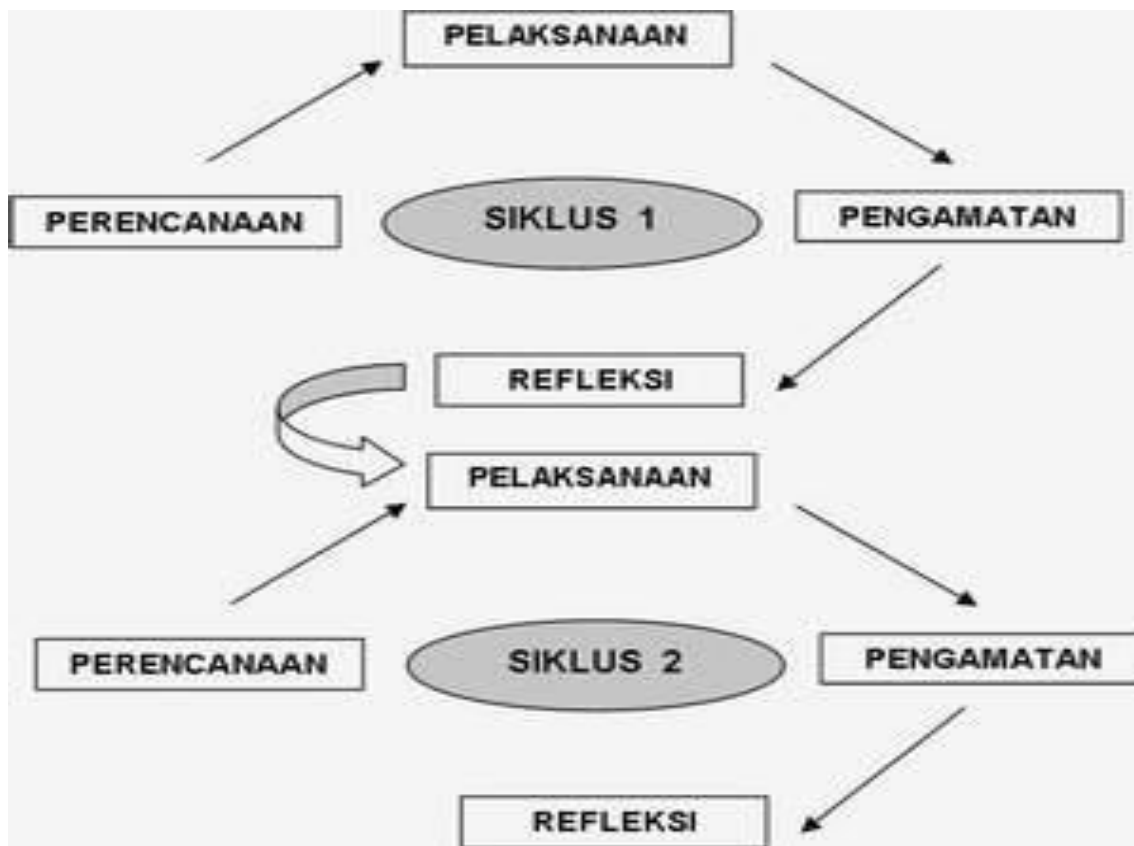 PELAKSANAAN
PERENCANAAN
SIKLUS 1
PENGAMATAN
REFLEKSI
PELAKSANAAN
PERENCANAAN
SIKLUS 2
PENGAMATAN
REFLEKSI